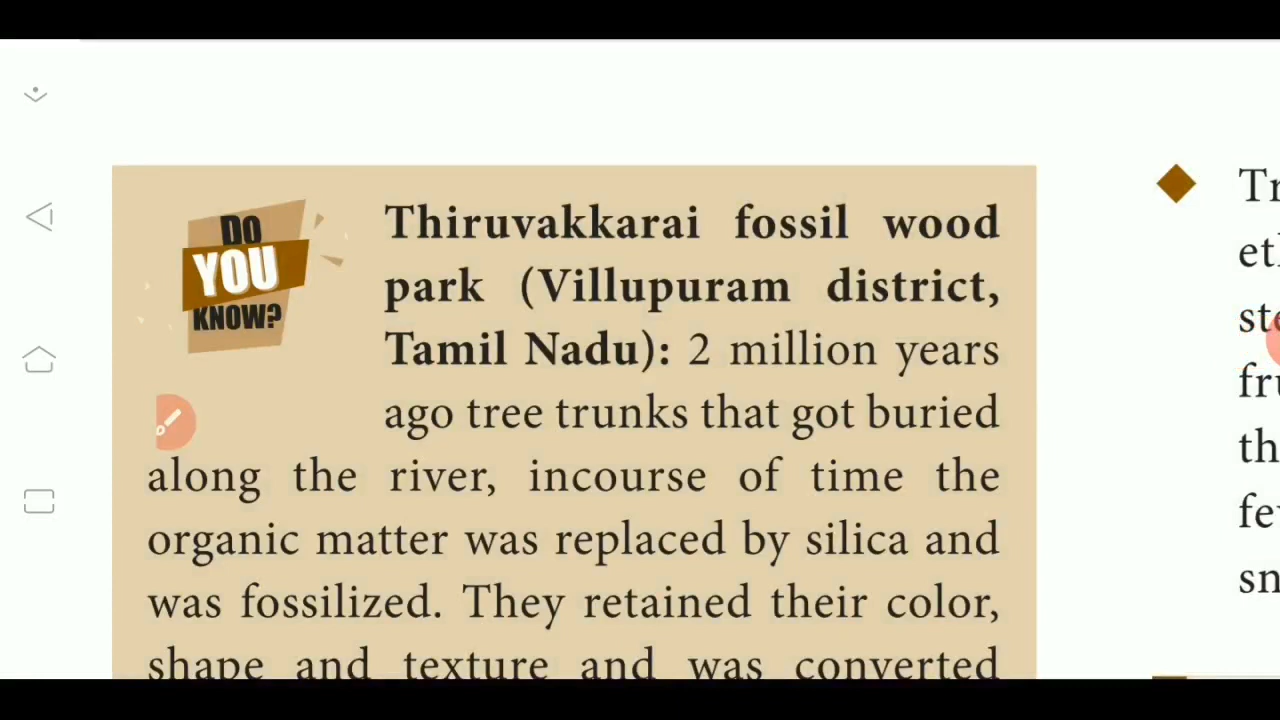 DO
YOU
KNOW?
Thiruvakkarai fossil wood
park (Villupuram district,
Tamil Nadu): 2 million years
ago tree trunks that got buried
along the river, incourse of time the
organic matter was replaced by silica and
was fossilized. They retained their color,
shape and texture and was converted